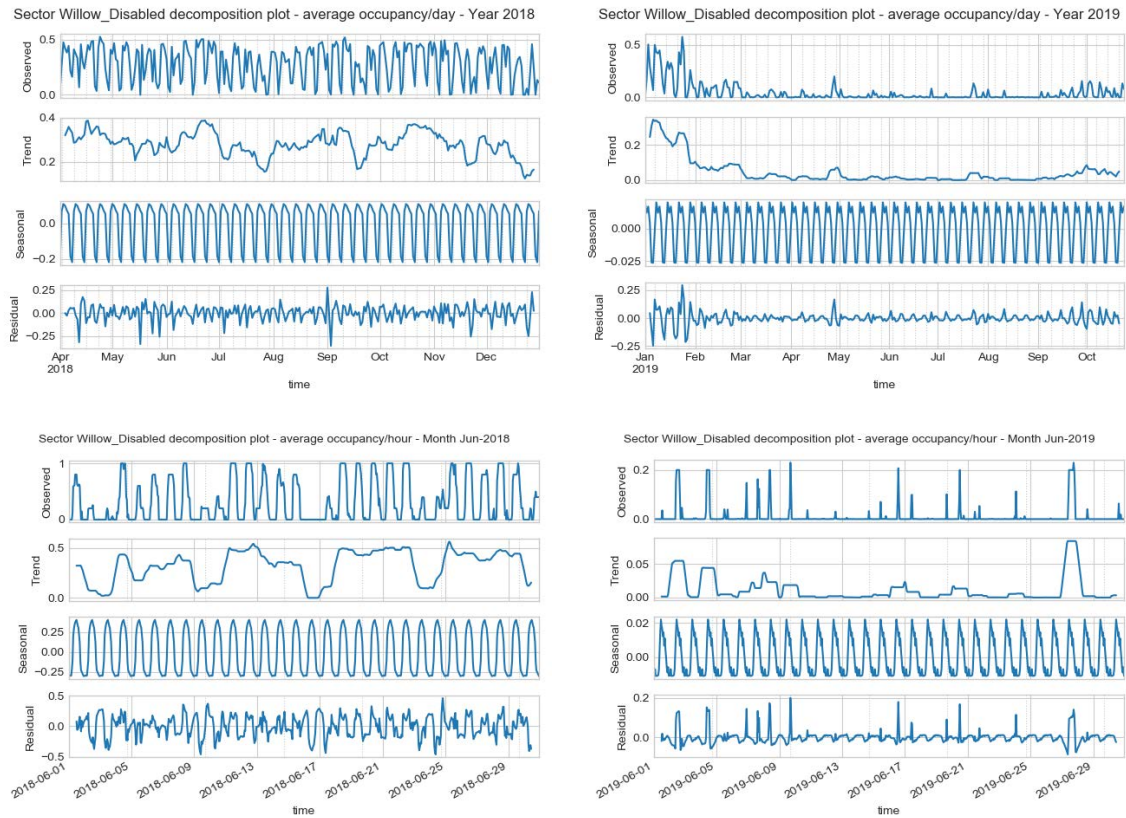 Sector Willow_Disabled decomposition plot - average occupancy/day - Year 2018
Observed
0.5
0.0
Trend
0.4
0.2
Seasonal
0.0
−0.2
Residual
0.25
0.00
−0.25
Apr May Jun Jul Aug Sep Oct Nov Dec
2018
time
Sector Willow_Disabled decomposition plot - average occupancy/day - Year 2019
Observed
0.5
0.0
Trend
0.2
0.0
Seasonal
0.000
−0.025
Residual
0.25
0.00
−0.25
Jan Feb Mar Apr May Jun Jul Aug Sep Oct
2019
time
Sector Willow_Disabled decomposition plot - average occupancy/hour - Month Jun-2018
Observed
1
0
Trend
0.5
0.0
Seasonal
0.25
0.00
−0.25
Residual
0.5
0.0
−0.5
2018-06-01 2018-06-05 2018-06-09 2018-06-13 2018-06-17 2018-06-21 2018-06-25 2018-06-29
time
Sector Willow_Disabled decomposition plot - average occupancy/hour - Month Jun-2019
Observed
0.2
0.0
Trend
0.05
0.00
Seasonal
0.02
0.00
Residual
0.2
0.0
2019-06-01 2019-06-05 2019-06-09 2019-06-13 2019-06-17 2019-06-21 2019-06-25 2019-06-29
time